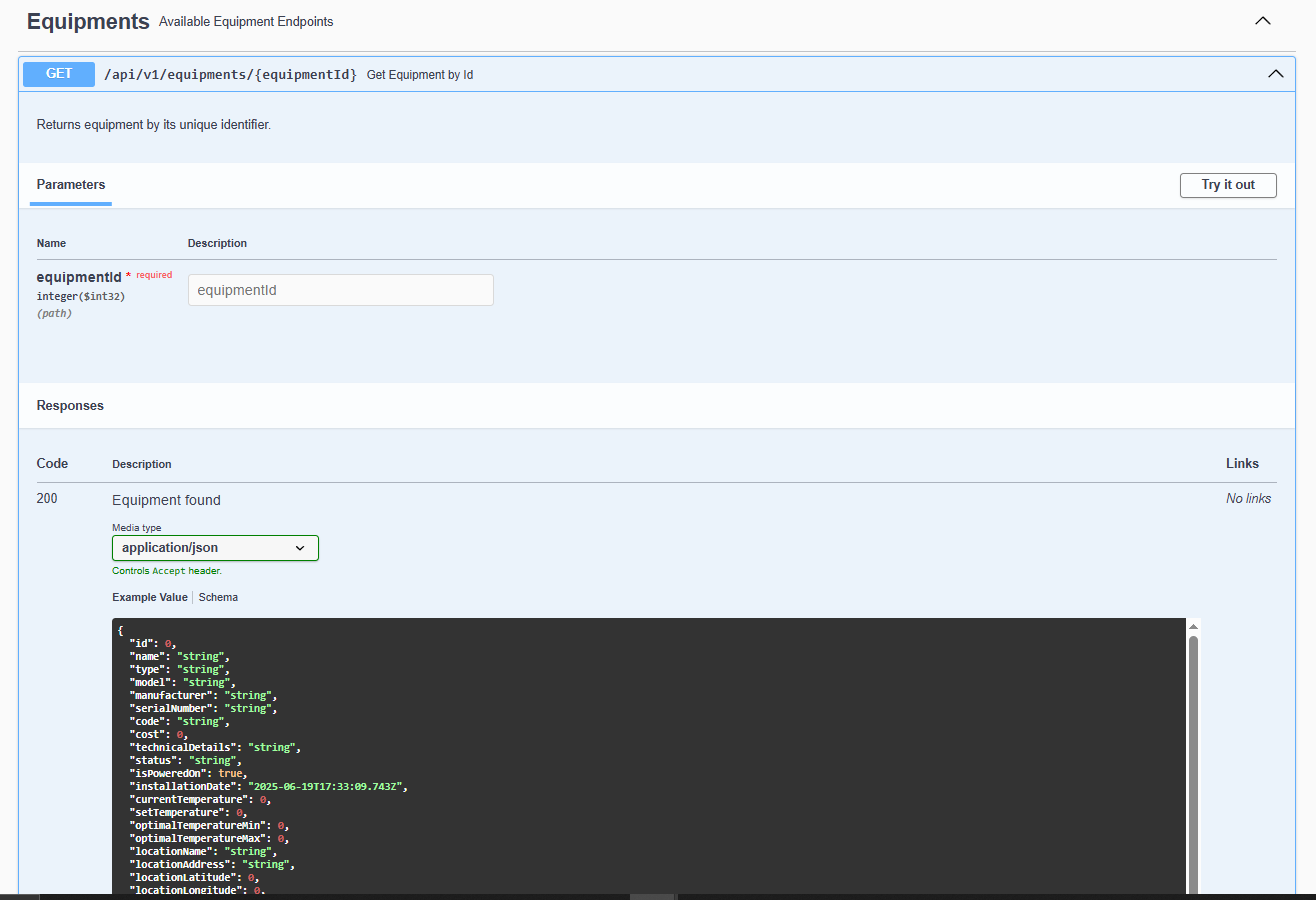 Equipments Available Equipment Endpoints
GET /api/v1/equipments/{equipmentId} Get Equipment by Id
Returns equipment by its unique identifier.
Parameters
Try it out
Name Description
equipmentId * required
integer($int32)
(path)
equipmentId
Responses
Code Description Links
200 Equipment found No links
Media type
application/json
Controls Accept header.
Example Value Schema
{
"id": 0,
"name": "string",
"type": "string",
"model": "string",
"manufacturer": "string",
"serialNumber": "string",
"code": "string",
"cost": 0,
"technicalDetails": "string",
"status": "string",
"isPoweredOn": true,
"installationDate": "2025-06-19T17:33:09.743Z",
"currentTemperature": 0,
"setTemperature": 0,
"optimalTemperatureMin": 0,
"optimalTemperatureMax": 0,
"locationName": "string",
"locationAddress": "string",
"locationLatitude": 0,
"locationLongitude": 0,